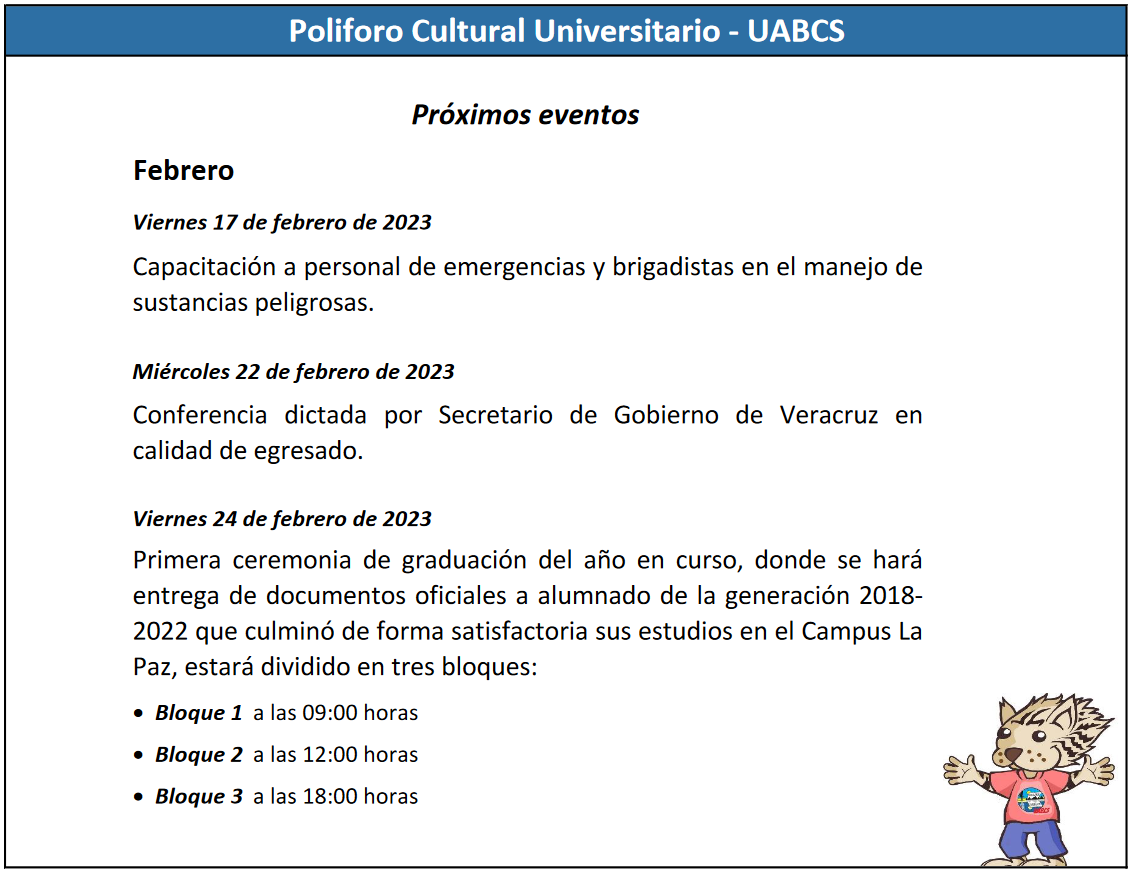 Poliforo Cultural Universitario - UABCS
Próximos eventos
Febrero
Viernes 17 de febrero de 2023
Capacitación a personal de emergencias y brigadistas en el manejo de
sustancias peligrosas.
Miércoles 22 de febrero de 2023
Conferencia dictada por Secretario de Gobierno de Veracruz en
calidad de egresado.
Viernes 24 de febrero de 2023
Primera ceremonia de graduación del año en curso, donde se hará
entrega de documentos oficiales a alumnado de la generación 2018-
2022 que culminó de forma satisfactoria sus estudios en el Campus La
Paz, estará dividido en tres bloques:
• Bloque 1 a las 09:00 horas
• Bloque 2 a las 12:00 horas
• Bloque 3 a las 18:00 horas